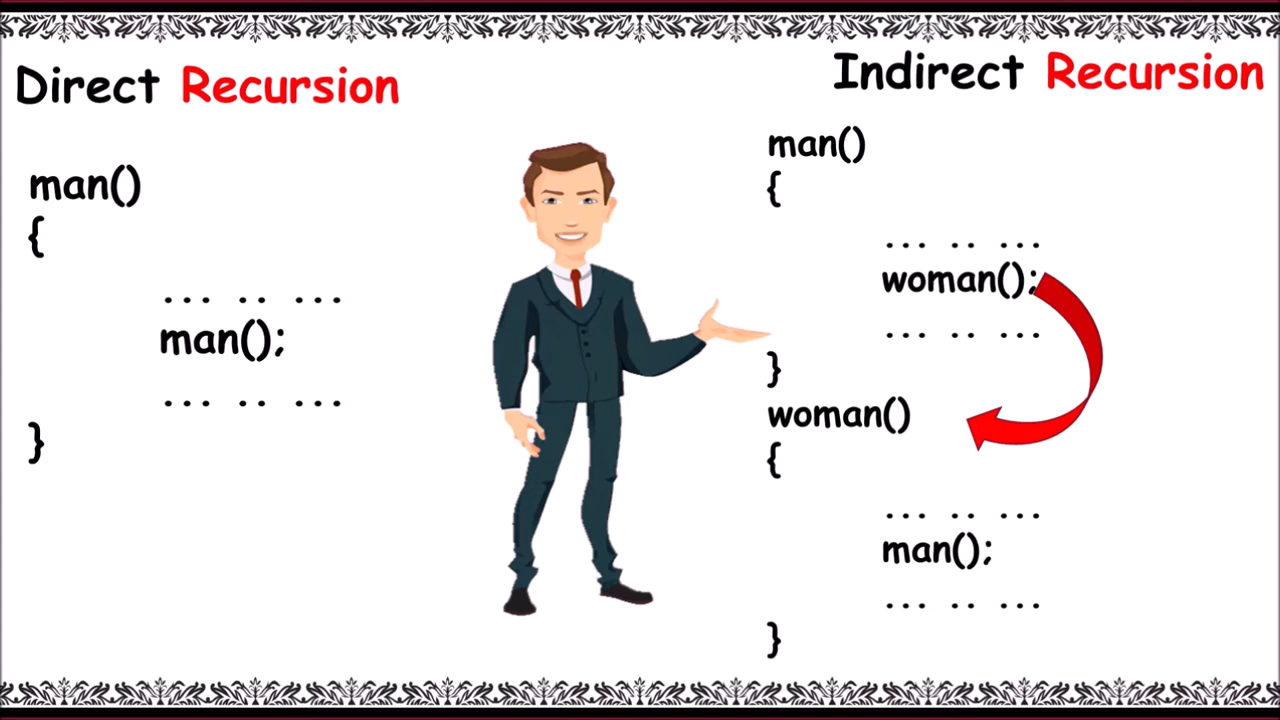 Direct Recursion
man()
{
... .. ...
man();
... .. ...
}
Indirect Recursion
man()
{
... .. ...
woman();
... .. ...
}
woman()
{
... .. ...
man();
... .. ...
}